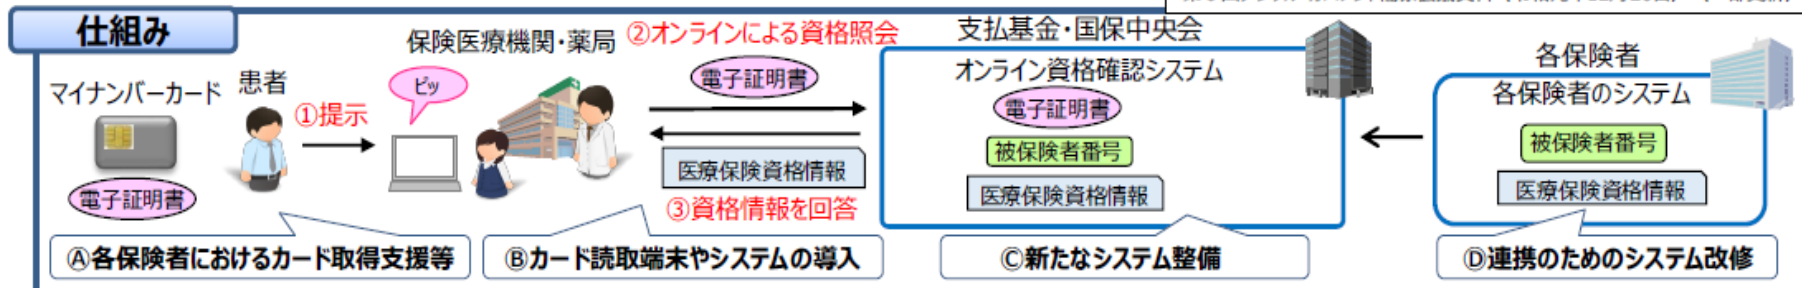 仕組み
マイナンバーカード
電子証明書
患者
①提示
ピッ
保険医療機関・薬局
②オンラインによる資格照会
電子証明書
医療保険資格情報
③資格情報を回答
支払基金・国保中央会
オンライン資格確認システム
電子証明書
被保険者番号
医療保険資格情報
各保険者
各保険者のシステム
被保険者番号
医療保険資格情報
Ⓐ各保険者におけるカード取得支援等
Ⓑカード読取端末やシステムの導入
Ⓒ新たなシステム整備
Ⓓ連携のためのシステム改修